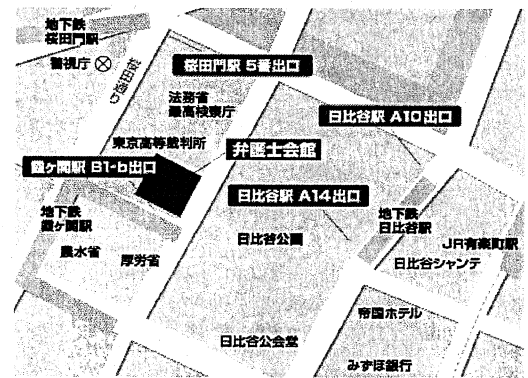 地下鉄
桜田門駅
警視庁
桜田通り
桜田門駅 5番出口
法務省
最高検察庁
日比谷駅 A10出口
東京高等裁判所
弁護士会館
霞ヶ関駅 B1-b出口
日比谷駅 A14出口
地下鉄
霞ヶ関駅
地下鉄
日比谷駅
日比谷公園
JR有楽町駅
農水省
厚労省
日比谷シャンテ
帝国ホテル
日比谷公会堂
みずほ銀行